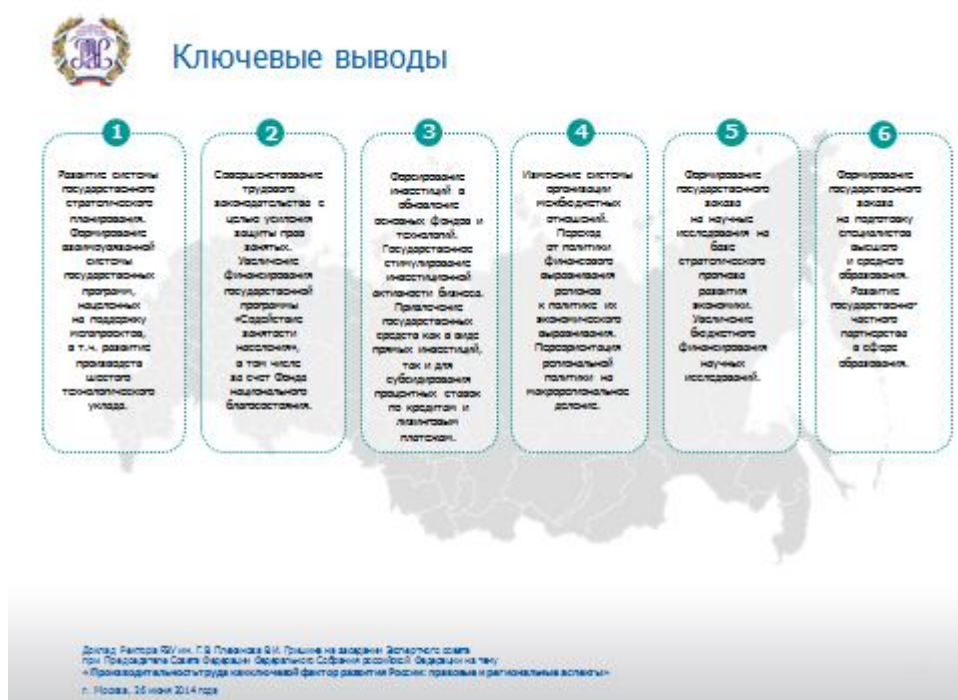 Ключевые выводы
1
Развитие системы
государственного
стратегического
планирования.
Формирование
взаимоувязанной
системы
государственных
программ,
нацеленных
на поддержку
мегапроектов,
в т.ч. развитие
производств
шестого
технологического
уклада.
2
Совершенствование
трудового
законодательства с
целью усиления
защиты прав
занятых.
Увеличение
финансирования
государственной
программы
«Содействие
занятости
населения»,
в том числе
за счет Фонда
национального
благосостояния.
3
Форсирование
инвестиций в
обновление
основных фондов и
технологий.
Государственное
стимулирование
инвестиционной
активности бизнеса.
Привлечение
государственных
средств как в виде
прямых инвестиций,
так и для
субсидирования
процентных ставок
по кредитам и
лизинговым
платежам.
4
Изменение системы
организации
межбюджетных
отношений.
Переход
от политики
финансового
выравнивания
регионов
к политике их
экономического
выравнивания.
Переориентация
региональной
политики на
макрорегиональное
деление.
5
Формирование
государственного
заказа
на научные
исследования на
базе
стратегического
прогноза
развития
экономики.
Увеличение
бюджетного
финансирования
научных
исследований.
6
Формирование
государственного
заказа
на подготовку
специалистов
высшего
и среднего
образования.
Развитие
государственно-
частного
партнерства
в сфере
образования.
Доклад Ректора РЭУ им. Г.В. Плеханова В.И. Гришина на заседании Экспертного совета
при Председателе Совета Федерации Федерального Собрания российской Федерации на тему
«Производительность труда как ключевой фактор развития России: правовые и региональные аспекты»
г. Москва, 26 июня 2014 года